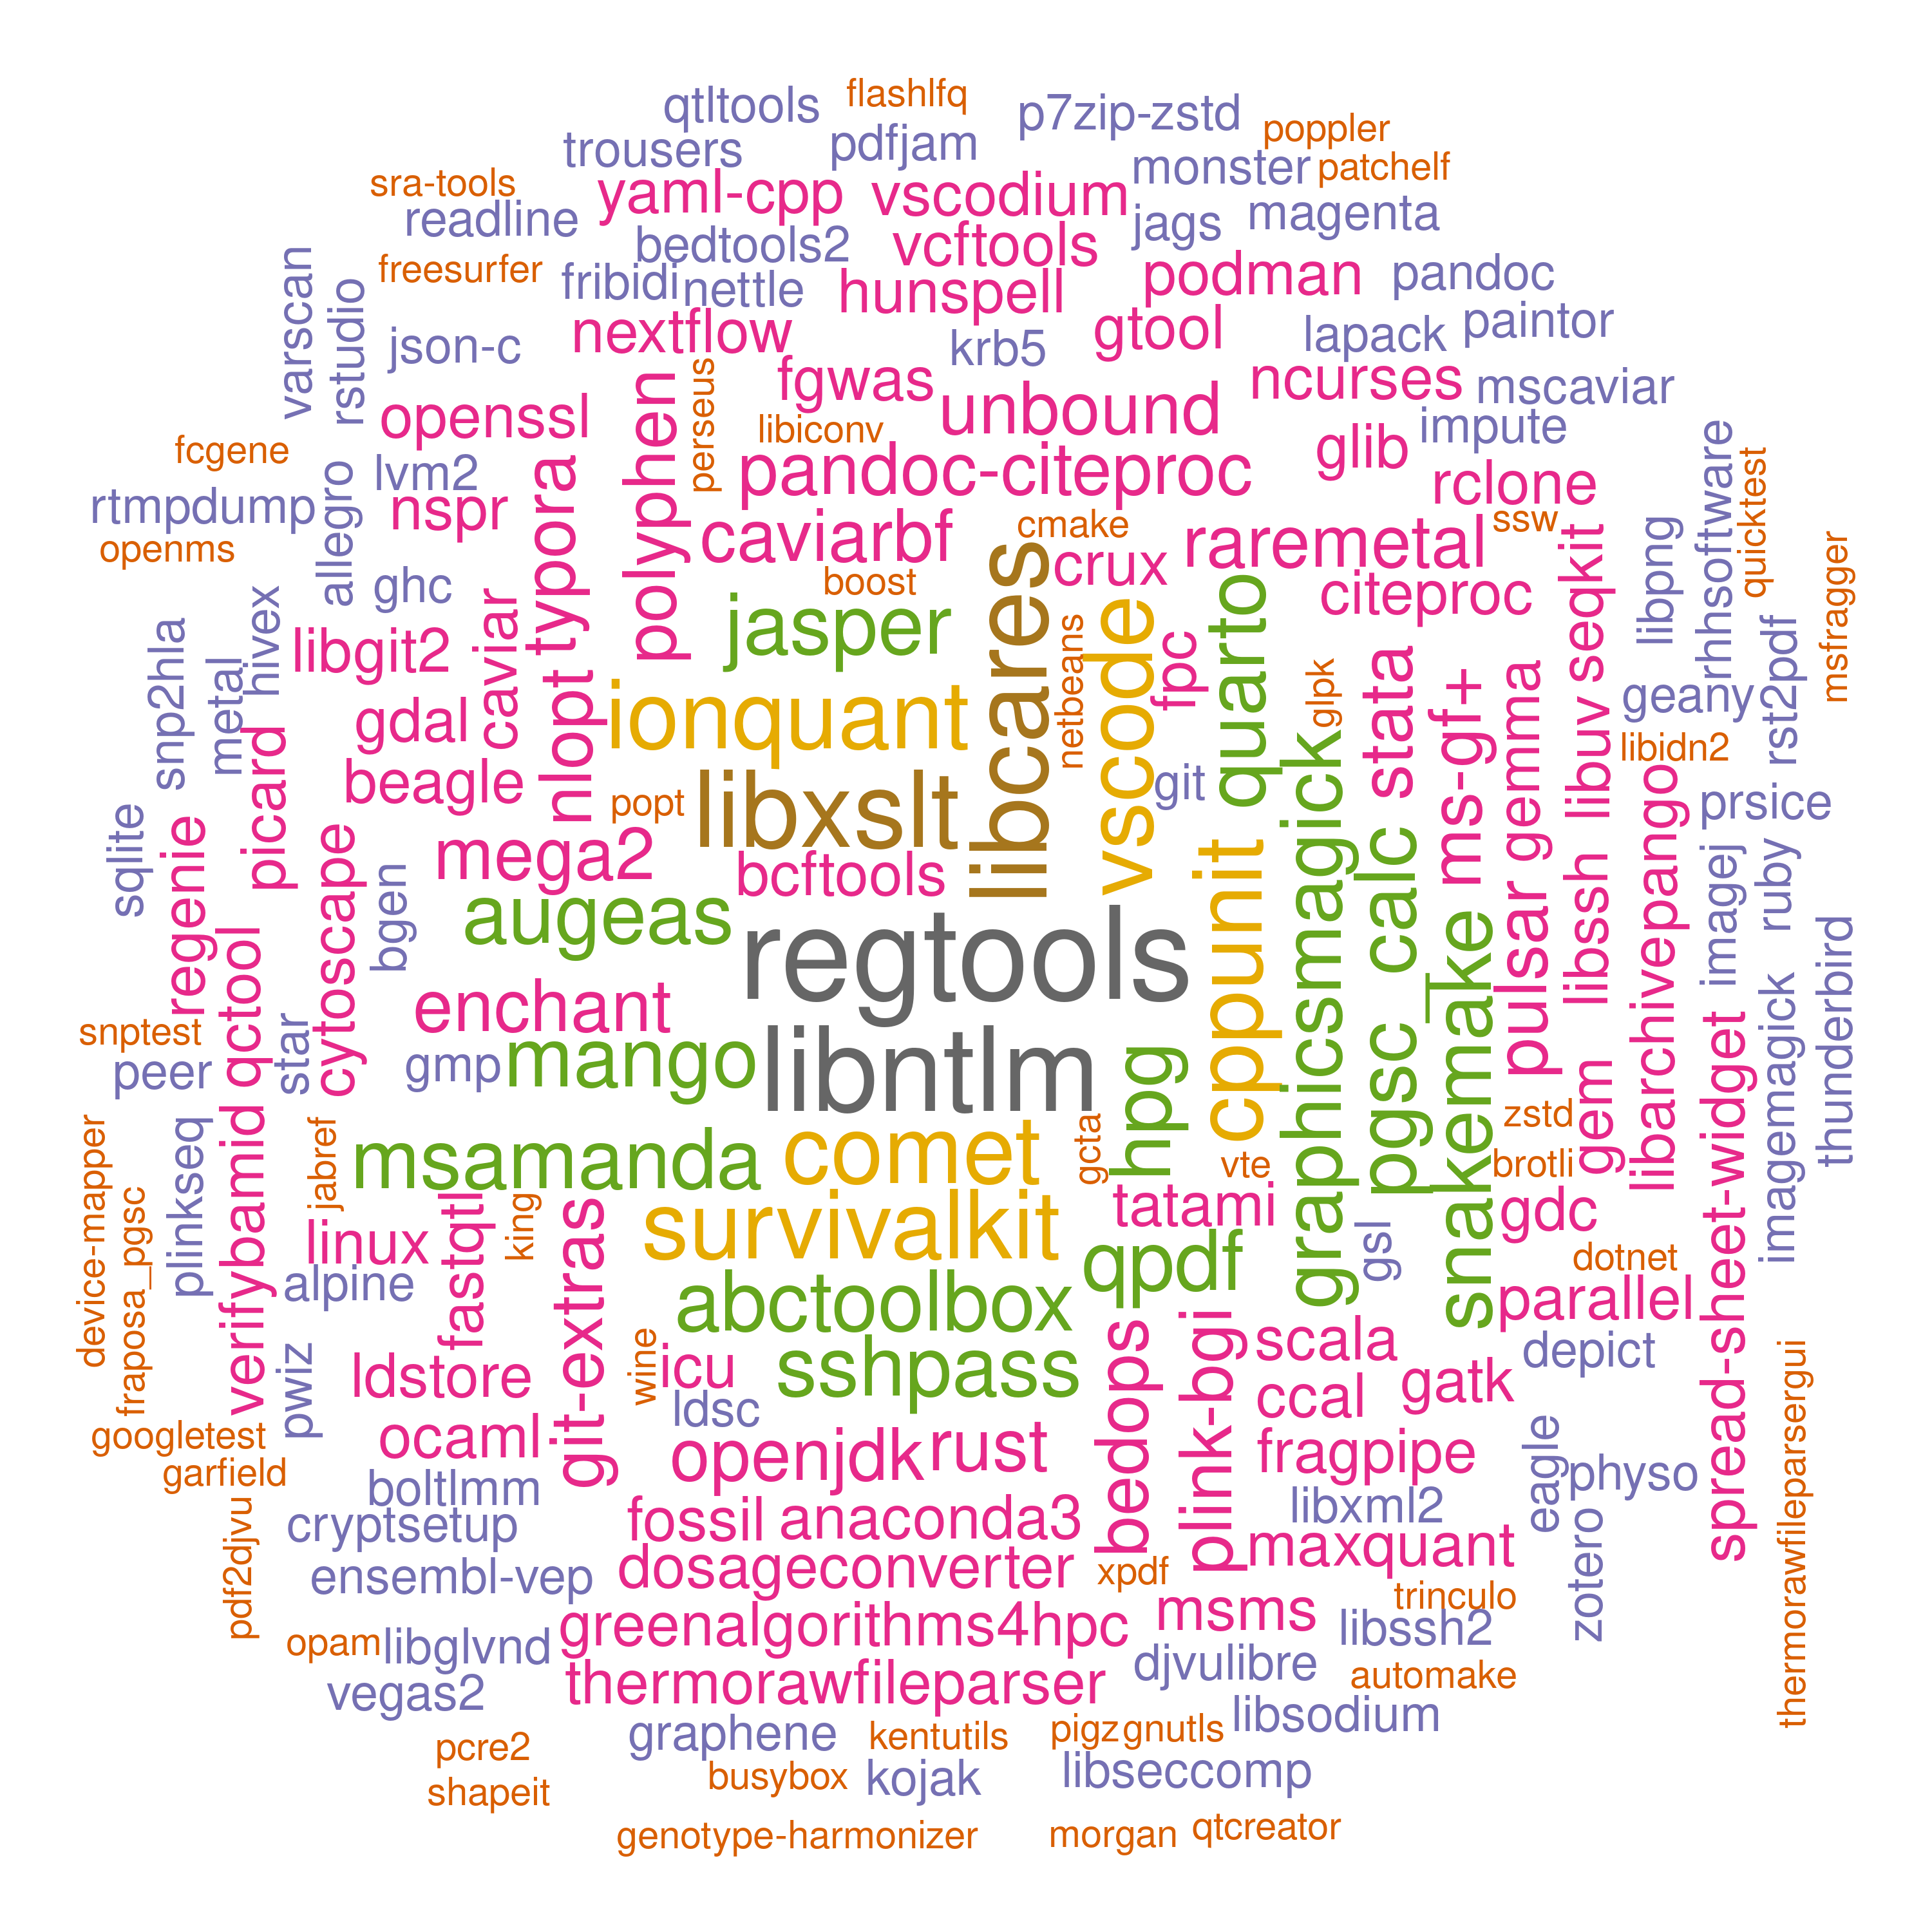 flashlfq
qtltools
p7zip-zstd
poppler
trousers
pdfjam
monster
patchelf
sra-tools
yaml-cpp
vscodium
readline
jags
magenta
bedtools2
vcftools
freesurfer
fribidi
nettle
hunspell
podman
pandoc
varscan
rstudio
json-c
nextflow
krb5
gtool
lapack
paintor
polyphen
perseus
fgwas
unbound
ncurses
mscaviar
openssl
libiconv
glib
impute
fcgene
lvm2
typora
pandoc-citeproc
rclone
rhhsoftware
quicktest
rtmpdump
allegro
nspr
caviarbf
cmake
raremetal
ssw
seqkit
libpng
openms
ghc
boost
libcares
crux
citeproc
msfragger
snp2hla
metal
hivex
libgit2
caviar
jasper
netbeans
vscode
fpc
quarto
glpk
stata
ms-gf+
gemma
libuv
geany
rst2pdf
picard
gdal
nlopt
ionquant
libidn2
beagle
popt
libxslt
git
graphicsmagick
prsice
sqlite
regenie
cytoscape
mega2
bcftools
cppunit
pgsc_calc
pulsar
libssh
libarchive
pango
imagej
ruby
bgen
augeas
regtools
snakemake
qctool
star
enchant
snptest
peer
gmp
mango
libntlm
hpg
gem
spread-sheet-widget
imagemagick
thunderbird
zstd
device-mapper
fraposa_pgsc
plinkseq
verifybamid
jabref
msamanda
comet
gcta
vte
brotli
linux
fastqtl
king
git-extras
survivalkit
tatami
gsl
gdc
alpine
qpdf
dotnet
abctoolbox
parallel
pwiz
ldstore
wine
icu
sshpass
bedops
plink-bgi
scala
depict
thermorawfileparsergui
ldsc
ccal
gatk
googletest
ocaml
openjdk
rust
fragpipe
eagle
garfield
boltlmm
physo
pdf2djvu
cryptsetup
fossil
anaconda3
libxml2
ensembl-vep
dosageconverter
xpdf
maxquant
zotero
trinculo
opam
libglvnd
greenalgorithms4hpc
msms
libssh2
vegas2
thermorawfileparser
djvulibre
automake
graphene
kentutils
pigz
gnutls
libsodium
pcre2
busybox
kojak
libseccomp
shapeit
genotype-harmonizer
morgan
qtcreator